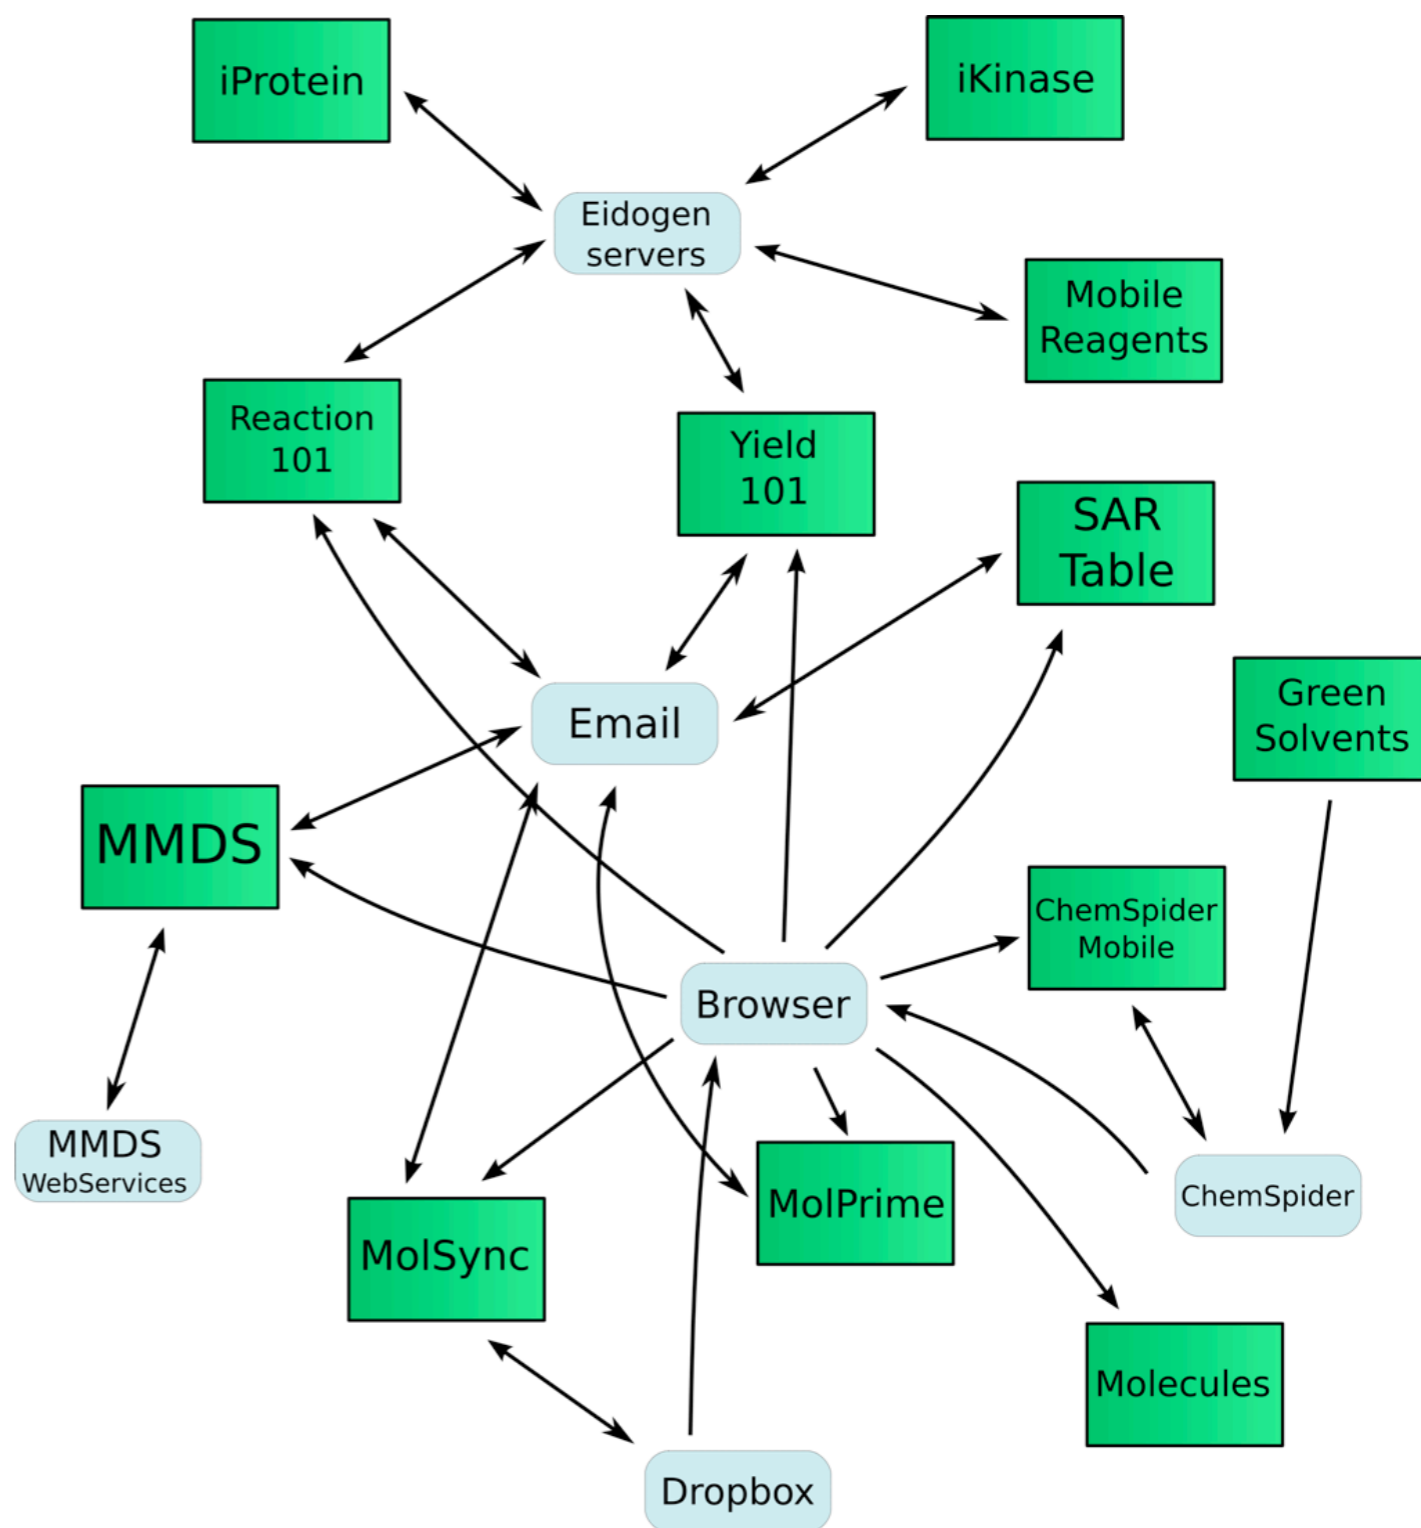 iProtein
iKinase
Eidogen
servers
Mobile
Reagents
Reaction
101
Yield
101
SAR
Table
Green
Solvents
Email
MMDS
ChemSpider
Mobile
Browser
MMDS
WebServices
MolPrime
ChemSpider
MolSync
Molecules
Dropbox